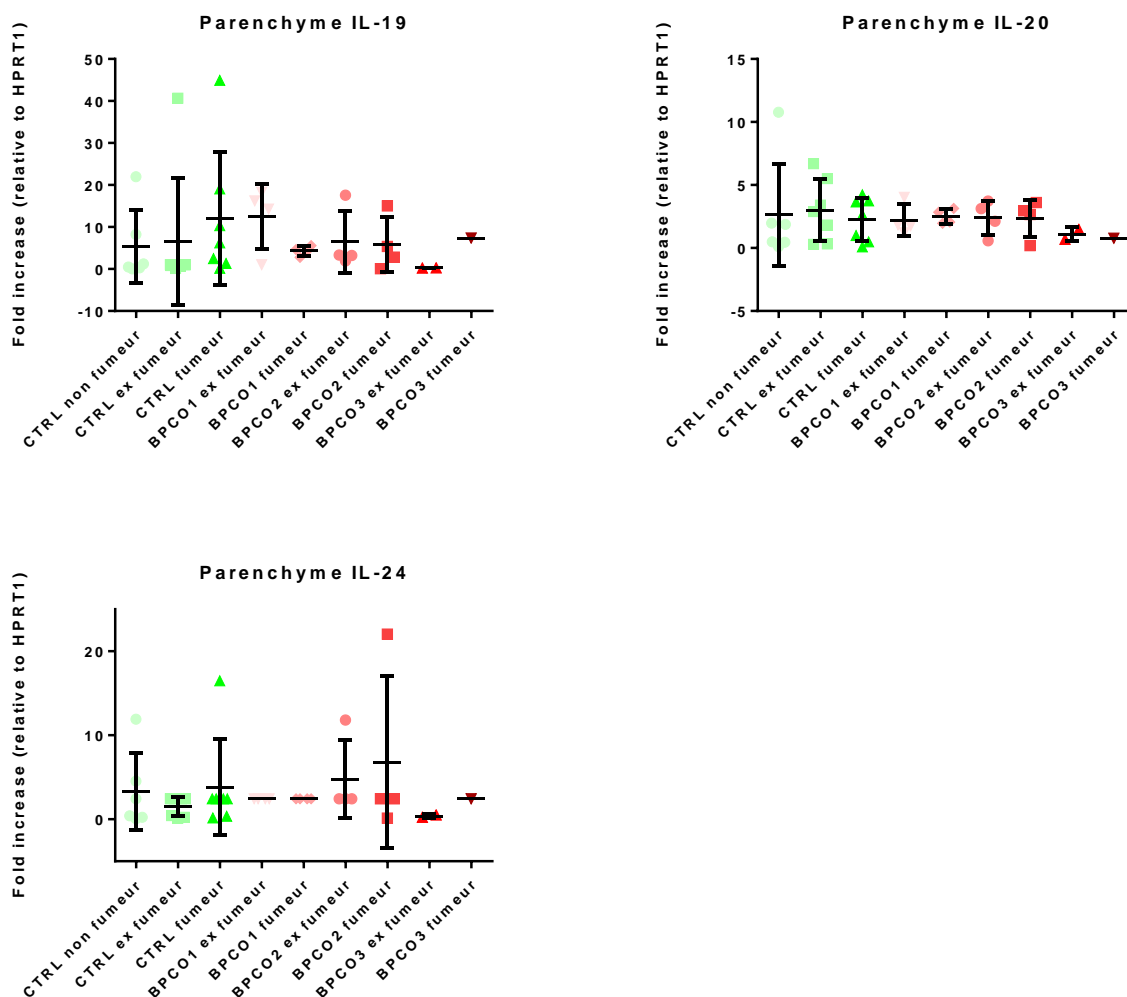 Parenchyme IL-19
Fold increase (relative to HPRT1)
50
40
30
20
10
0
-10
CTRL non fumeur
CTRL ex fumeur
CTRL fumeur
BPCO1 ex fumeur
BPCO1 fumeur
BPCO2 ex fumeur
BPCO2 fumeur
BPCO3 ex fumeur
BPCO3 fumeur
Parenchyme IL-20
Fold increase (relative to HPRT1)
15
10
5
0
-5
CTRL non fumeur
CTRL ex fumeur
CTRL fumeur
BPCO1 ex fumeur
BPCO1 fumeur
BPCO2 ex fumeur
BPCO2 fumeur
BPCO3 ex fumeur
BPCO3 fumeur
Parenchyme IL-24
Fold increase (relative to HPRT1)
20
10
0
CTRL non fumeur
CTRL ex fumeur
CTRL fumeur
BPCO1 ex fumeur
BPCO1 fumeur
BPCO2 ex fumeur
BPCO2 fumeur
BPCO3 ex fumeur
BPCO3 fumeur